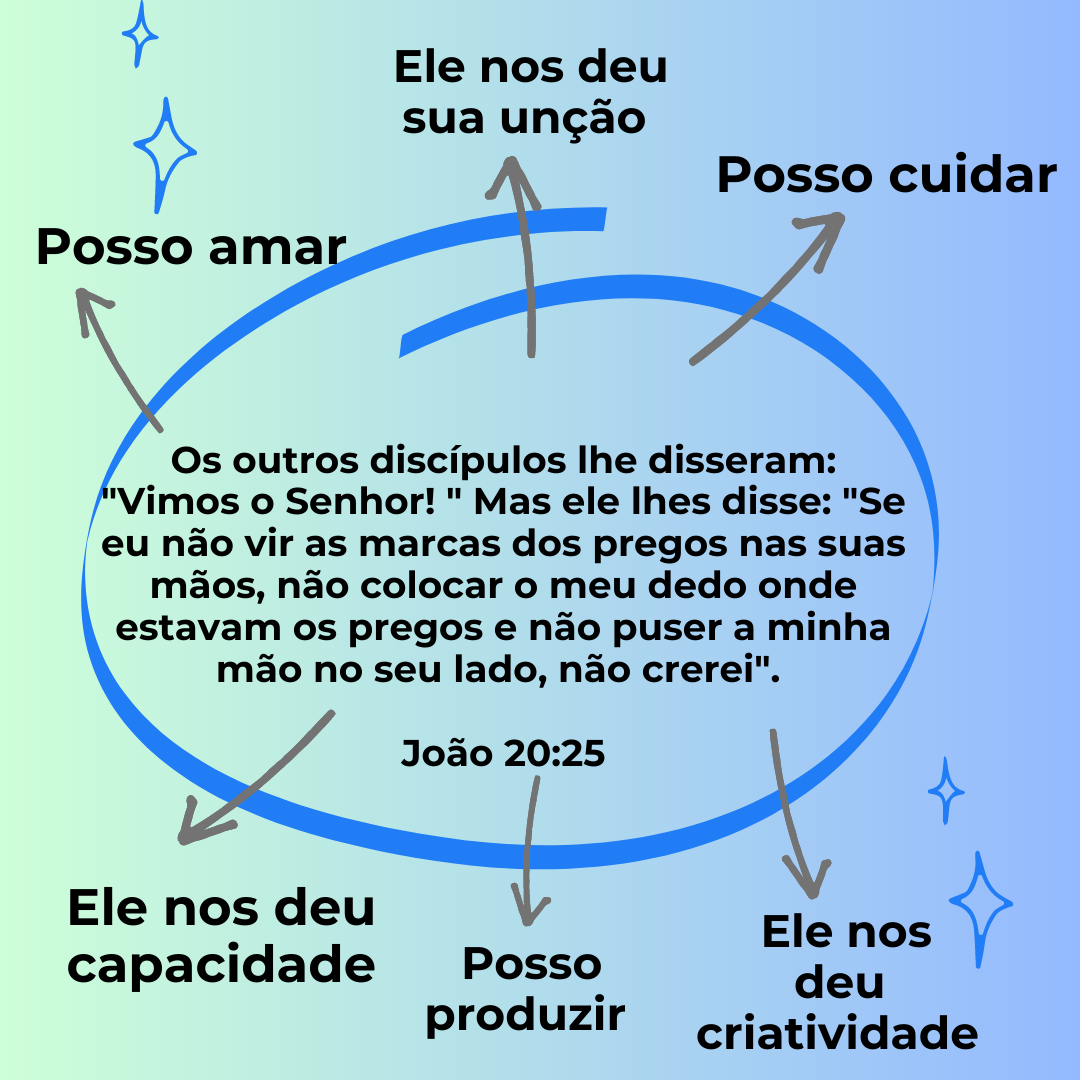 Ele nos deu
sua unção
Posso cuidar
Posso amar
Os outros discípulos lhe disseram:
"Vimos o Senhor! " Mas ele lhes disse: "Se
eu não vir as marcas dos pregos nas suas
mãos, não colocar o meu dedo onde
estavam os pregos e não puser a minha
mão no seu lado, não crerei".
João 20:25
Ele nos deu
capacidade
Posso
produzir
Ele nos
deu
criatividade